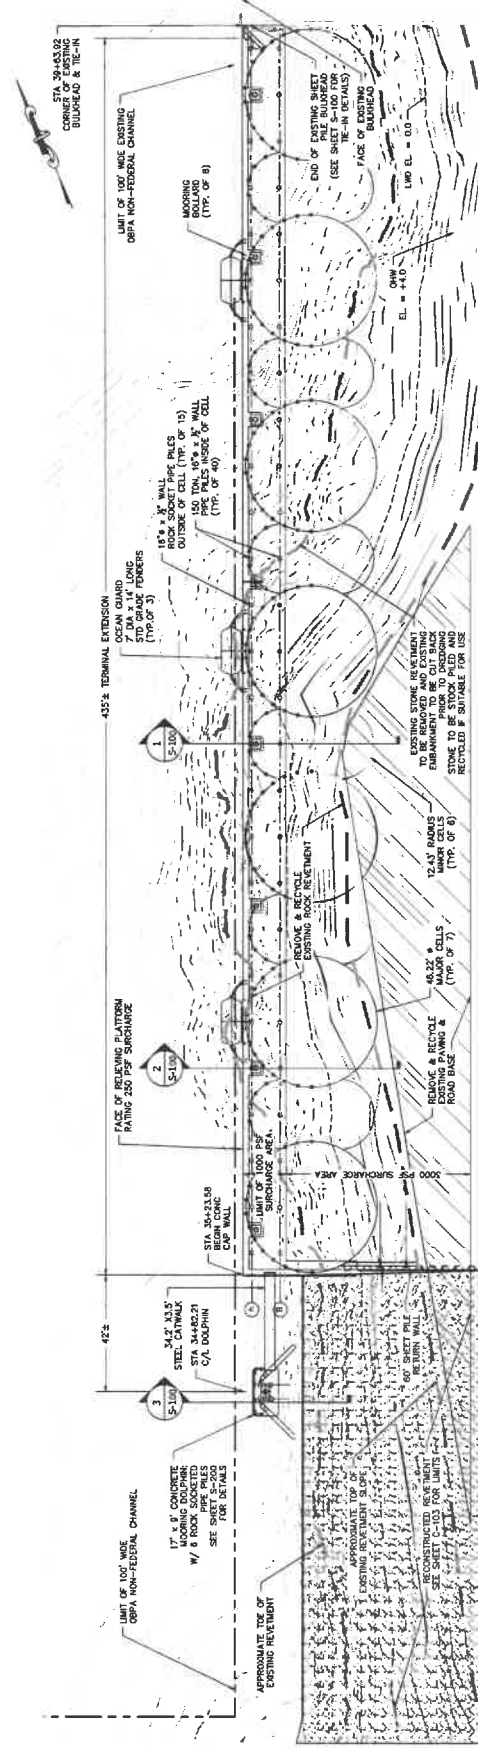 STA 39+63.92
CORNER OF EXISTING
BULKHEAD & TIE-IN
LIMIT OF 100' WIDE EXISTING
OBPA NON-FEDERAL CHANNEL
MOORING
BOLLARD
(TYP. OF 8)
END OF EXISTING SHEET
PILE BULKHEAD
(SEE SHEET S-100 FOR
TIE-IN DETAILS)
FACE OF EXISTING
BULKHEAD
LWD EL. = 0.0
OHW
EL. = +4.0
435'± TERMINAL EXTENSION
OCEAN GUARD
7' DIA x 14' LONG
STD GRADE FENDERS
(TYP.OF 3)
ROCK SOCKET PIPE PILES
OUTSIDE OF CELL (TYP. OF 15)
150 TON, 16"ø x ½" WALL
PIPE PILES INSIDE OF CELL
(TYP. OF 40)
1
S-100
EXISTING STONE REVETMENT
TO BE REMOVED AND EXISTING
EMBANKMENT TO BE CUT BACK
PRIOR TO DREDGING
STONE TO BE STOCK PILED AND
RECYCLED IF SUITABLE FOR USE
12.43' RADIUS
MINOR CELLS
(TYP. OF 6)
REMOVE & RECYCLE
EXISTING ROCK REVETMENT
46.22' ø
MAJOR CELLS
(TYP. OF 7)
FACE OF RELIEVING PLATFORM
RATING 250 PSF SURCHARGE
2
S-100
REMOVE & RECYCLE
EXISTING PAVING &
ROAD BASE
LIMIT OF 1000 PSF
SURCHARGE AREA
3000 PSF SURCHARGE AREA
STA 35+23.58
BEGIN CONC
CAP WALL
42'±
34.2' X3.5'
STEEL CATWALK
STA 34+82.21
C/L DOLPHIN
A
B
3
S-100
60' SHEET PILE
RETURN WALL
17' x 9' CONCRETE
MOORING DOLPHIN
W/ 6 ROCK SOCKETED
PIPE PILES
SEE SHEET S-200
FOR DETAILS
LIMIT OF 100' WIDE
OBPA NON-FEDERAL CHANNEL
APPROXIMATE TOE OF
EXISTING REVETMENT
APPROXIMATE TOP OF
EXISTING REVETMENT SLOPE
RECONSTRUCTED REVETMENT
SEE SHEET C-103 FOR LIMITS